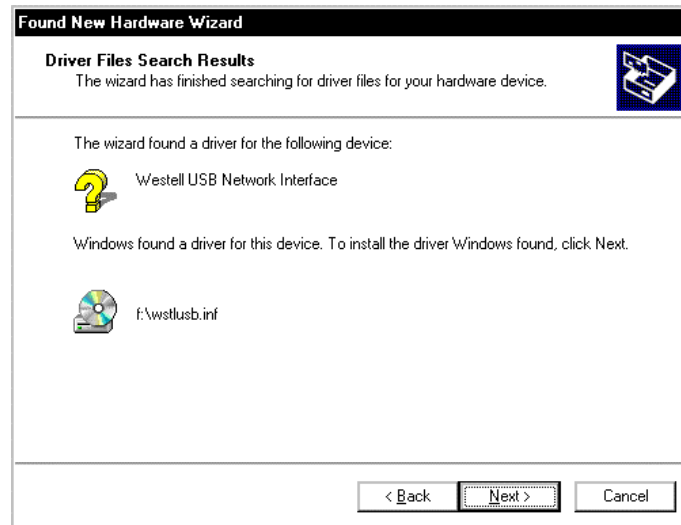 Found New Hardware Wizard
Driver Files Search Results
The wizard has finished searching for driver files for your hardware device.
The wizard found a driver for the following device:
Westell USB Network Interface
Windows found a driver for this device. To install the driver Windows found, click Next.
f:\wstlusb.inf
< Back
Next >
Cancel